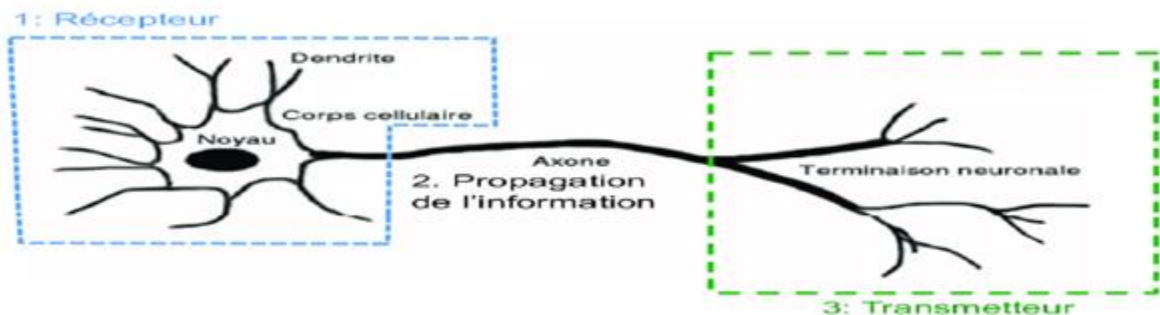 1: Récepteur
Dendrite
Corps cellulaire
Noyau
Axone
2. Propagation
de l'information
Terminaison neuronale
3: Transmetteur